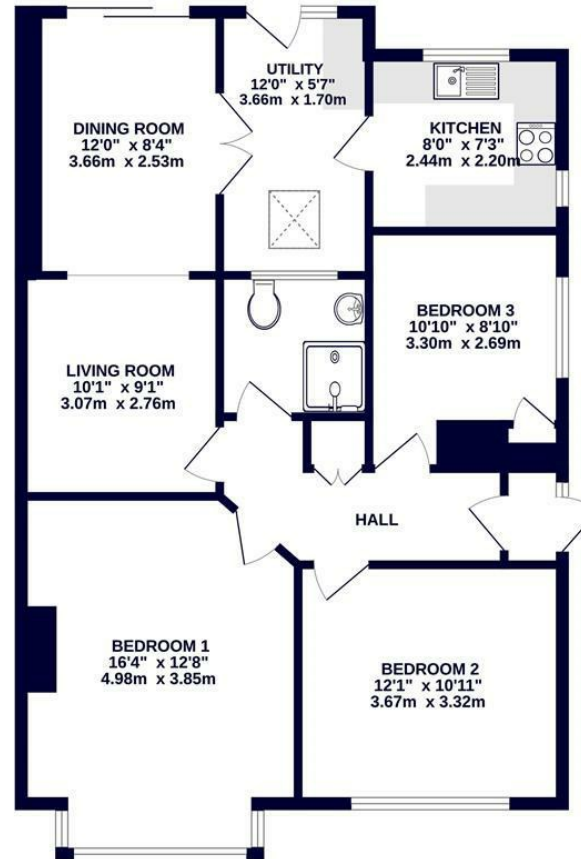 UTILITY
12'0" x 5'7"
3.66m x 1.70m
DINING ROOM
12'0" x 8'4"
3.66m x 2.53m
KITCHEN
8'0" x 7'3"
2.44m x 2.20m
BEDROOM 3
10'10" x 8'10"
3.30m x 2.69m
LIVING ROOM
10'1" x 9'1"
3.07m x 2.76m
HALL
BEDROOM 1
16'4" x 12'8"
4.98m x 3.85m
BEDROOM 2
12'1" x 10'11"
3.67m x 3.32m